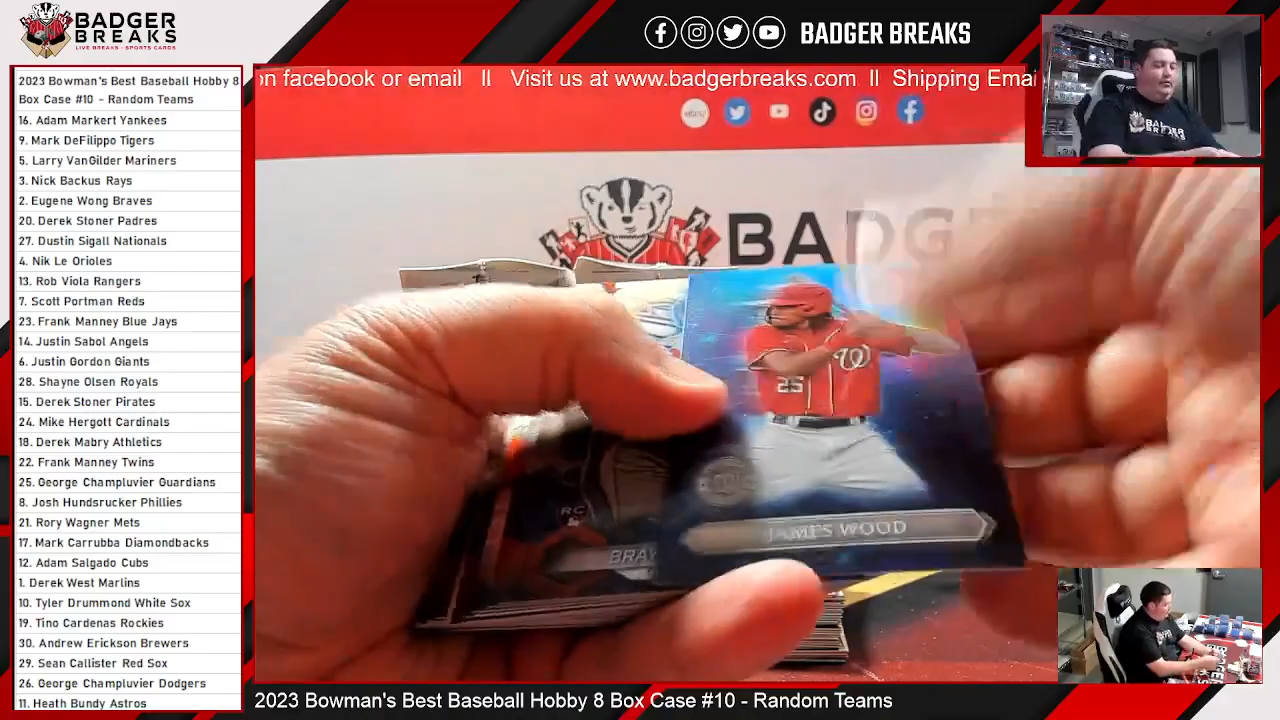 BADGER
BREAKS
LIVE BREAKS - SPORTS CARDS
BADGER BREAKS
on facebook or email II Visit us at www.badgerbreaks.com II Shipping Emai
2023 Bowman's Best Baseball Hobby 8
Box Case #10 - Random Teams
16. Adam Markert Yankees
9. Mark DeFilippo Tigers
5. Larry VanGilder Mariners
3. Nick Backus Rays
2. Eugene Wong Braves
20. Derek Stoner Padres
27. Dustin Sigall Nationals
4. Nik Le Orioles
13. Rob Viola Rangers
7. Scott Portman Reds
23. Frank Manney Blue Jays
14. Justin Sabol Angels
6. Justin Gordon Giants
28. Shayne Olsen Royals
15. Derek Stoner Pirates
24. Mike Hergott Cardinals
18. Derek Mabry Athletics
22. Frank Manney Twins
25. George Champluvier Guardians
8. Josh Hundsrucker Phillies
21. Rory Wagner Mets
17. Mark Carrubba Diamondbacks
12. Adam Salgado Cubs
1. Derek West Marlins
10. Tyler Drummond White Sox
19. Tino Cardenas Rockies
30. Andrew Erickson Brewers
29. Sean Callister Red Sox
26. George Champluvier Dodgers
11. Heath Bundy Astros
BADG
W
25
RC
BRAY
JAMES WOOD
BADGER
BREAKS
2023 Bowman's Best Baseball Hobby 8 Box Case #10 - Random Teams